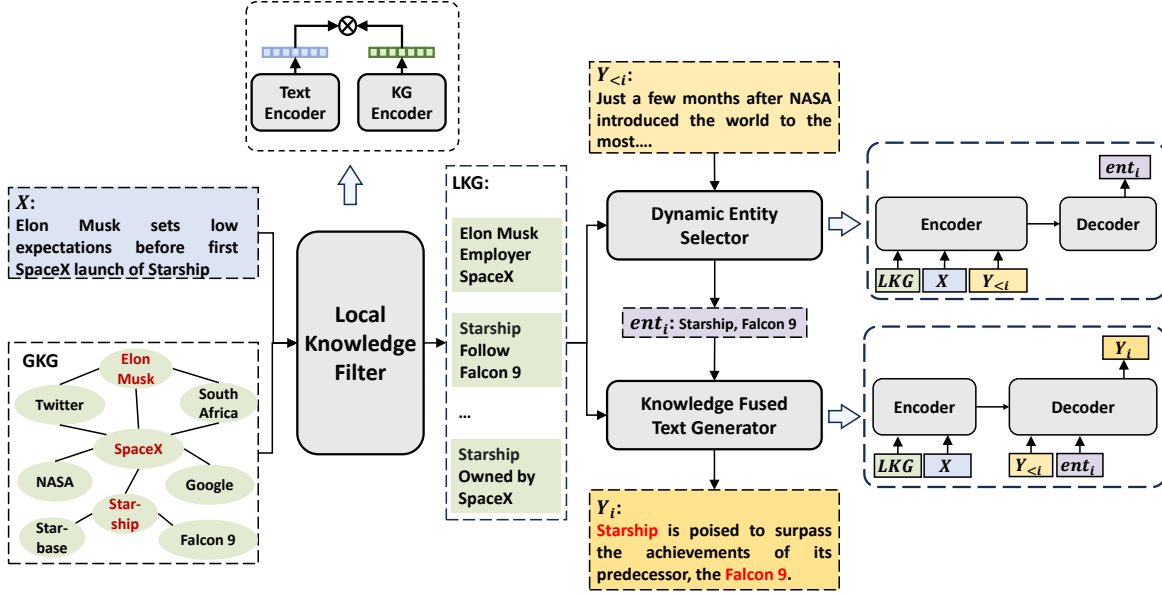 Text
Encoder
KG
Encoder
X:
Elon Musk sets low
expectations before first
SpaceX launch of Starship
GKG
Elon
Musk
Twitter
South
Africa
SpaceX
NASA
Google
Star-
ship
Star-
base
Falcon 9
Local
Knowledge
Filter
LKG:
Elon Musk
Employer
SpaceX
Starship
Follow
Falcon 9
...
Starship
Owned by
SpaceX
Y<i:
Just a few months after NASA
introduced the world to the
most....
Dynamic Entity
Selector
enti: Starship, Falcon 9
Knowledge Fused
Text Generator
Yi:
Starship is poised to surpass
the achievements of its
predecessor, the Falcon 9.
enti
Encoder
Decoder
LKG X Y<i
Yi
Encoder
Decoder
LKG X Y<i enti